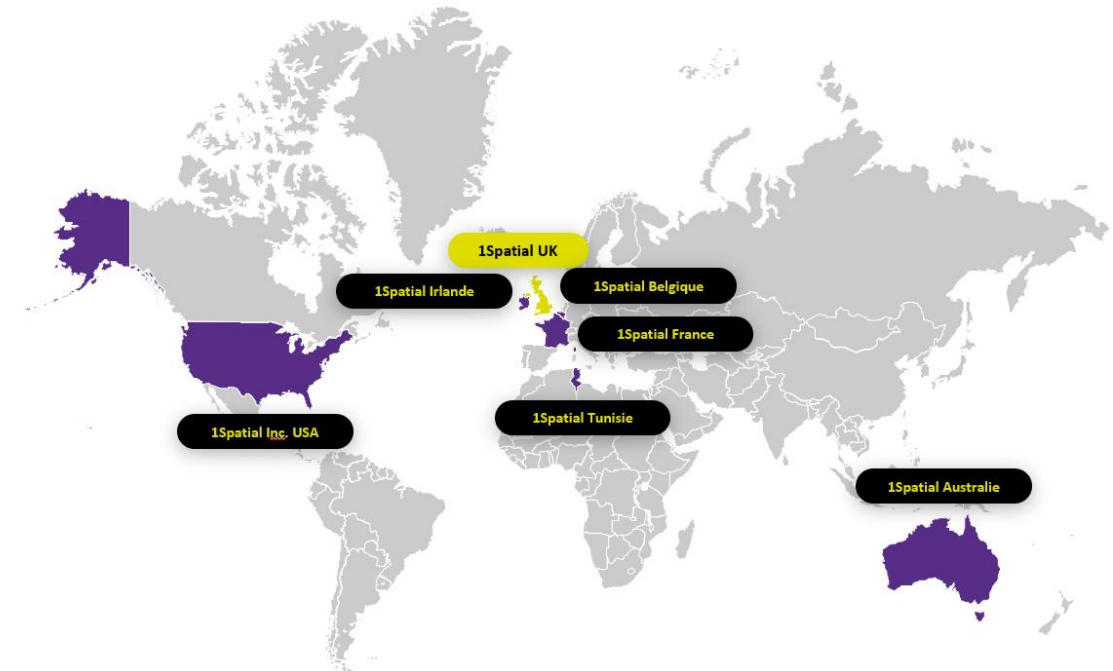 1Spatial UK
1Spatial Irlande
1Spatial Belgique
1Spatial France
1Spatial Tunisie
1Spatial Inc. USA
1Spatial Australie